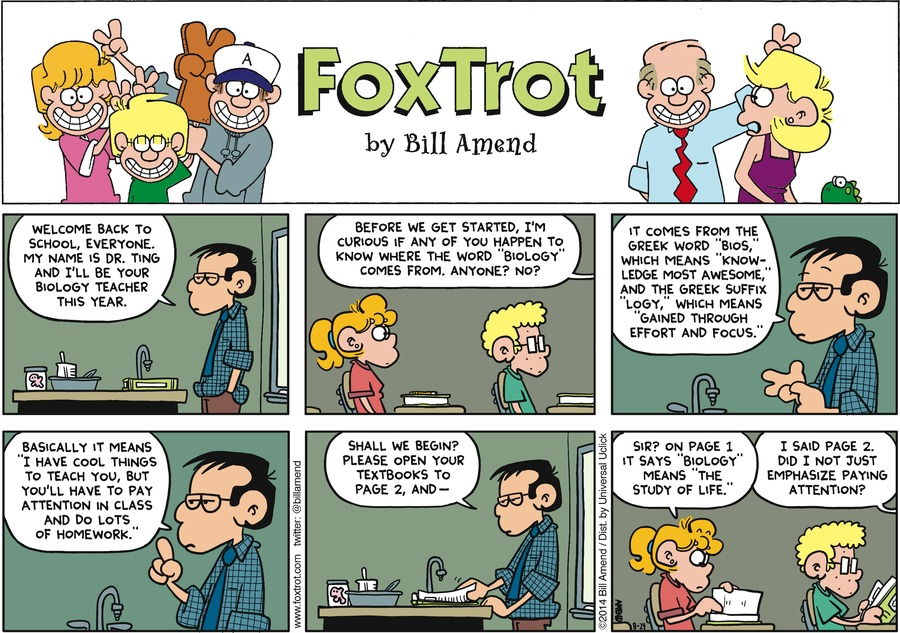 A
FOXTROT
by Bill Amend
WELCOME BACK TO
SCHOOL, EVERYONE.
MY NAME IS DR. TING
AND I'LL BE YOUR
BIOLOGY TEACHER
THIS YEAR.
BEFORE WE GET STARTED, I'M
CURIOUS IF ANY OF YOU HAPPEN TO
KNOW WHERE THE WORD "BIOLOGY"
COMES FROM. ANYONE? NO?
IT COMES FROM THE
GREEK WORD "BIOS,"
WHICH MEANS "KNOW-
LEDGE MOST AWESOME,"
AND THE GREEK SUFFIX
"LOGY," WHICH MEANS
"GAINED THROUGH
EFFORT AND FOCUS."
BASICALLY IT MEANS
"I HAVE COOL THINGS
TO TEACH YOU, BUT
YOU'LL HAVE TO PAY
ATTENTION IN CLASS
AND DO LOTS
OF HOMEWORK."
www.foxtrot.com twitter: @billamend
SHALL WE BEGIN?
PLEASE OPEN YOUR
TEXTBOOKS TO
PAGE 2, AND—
©2014 Bill Amend / Dist. by Universal Uclick
SIR? ON PAGE 1
IT SAYS "BIOLOGY"
MEANS "THE
STUDY OF LIFE."
I SAID PAGE 2.
DID I NOT JUST
EMPHASIZE PAYING
ATTENTION?
AMEND
8-24